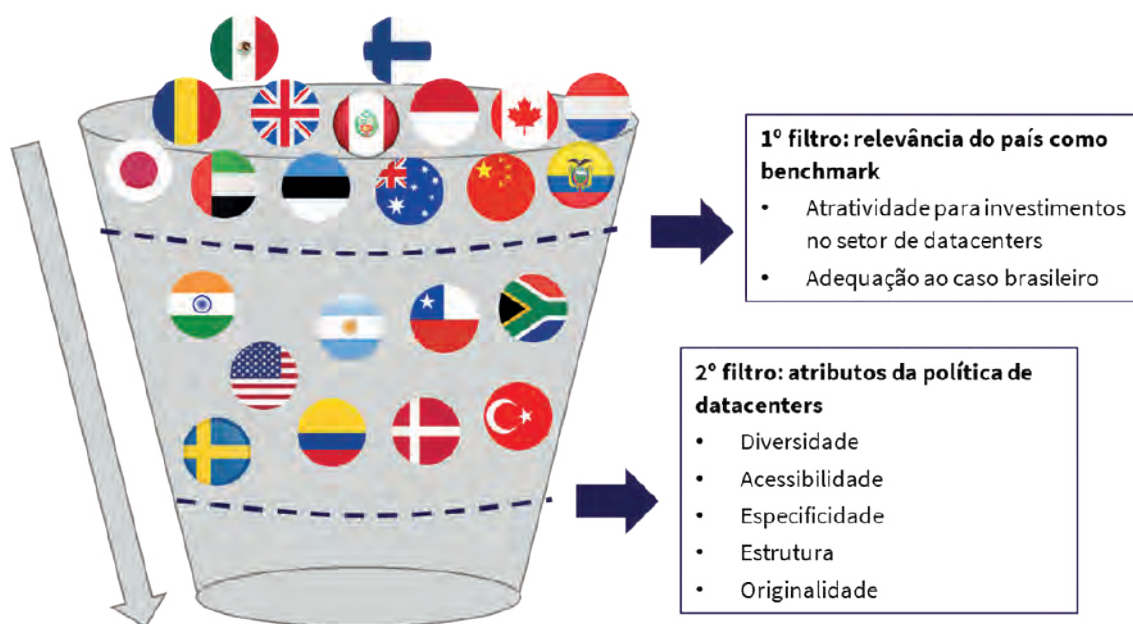 1º filtro: relevância do país como
benchmark
• Atratividade para investimentos
no setor de datacenters
• Adequação ao caso brasileiro
2º filtro: atributos da política de
datacenters
• Diversidade
• Acessibilidade
• Especificidade
• Estrutura
• Originalidade